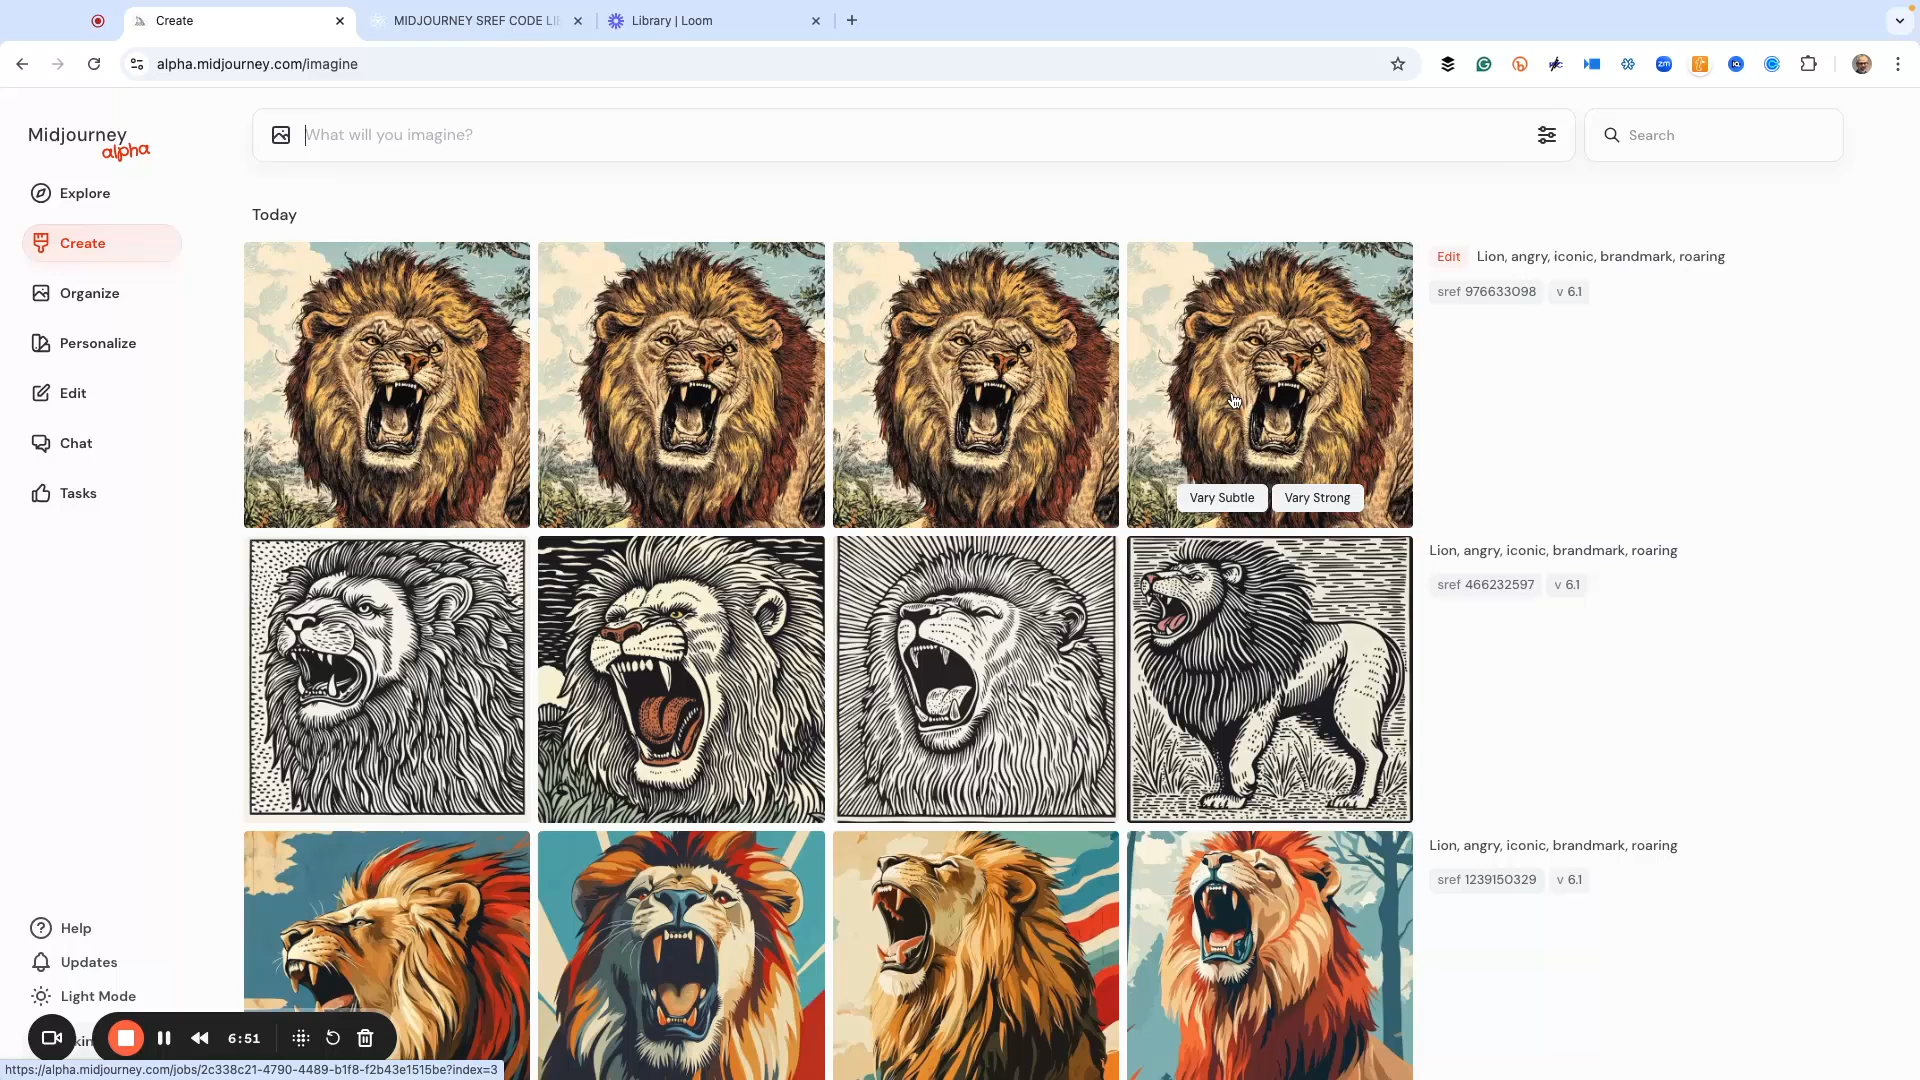 Create
MIDJOURNEY SREF CODE LI
Library | Loom
alpha.midjourney.com/imagine
Midjourney
alpha
What will you imagine?
Search
Explore
Create
Organize
Personalize
Edit
Chat
Tasks
Help
Updates
Light Mode
Today
Edit Lion, angry, iconic, brandmark, roaring
sref 976633098 v 6.1
Vary Subtle Vary Strong
Lion, angry, iconic, brandmark, roaring
sref 466232597 v 6.1
Lion, angry, iconic, brandmark, roaring
sref 1239150329 v 6.1
6:51
https://alpha.midjourney.com/jobs/2c338c21-4790-4489-b1f8-f2b43e1515be?index=3